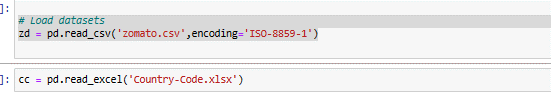 ]:
# Load datasets
zd = pd.read_csv('zomato.csv',encoding='ISO-8859-1')
]: cc = pd.read_excel('Country-Code.xlsx')